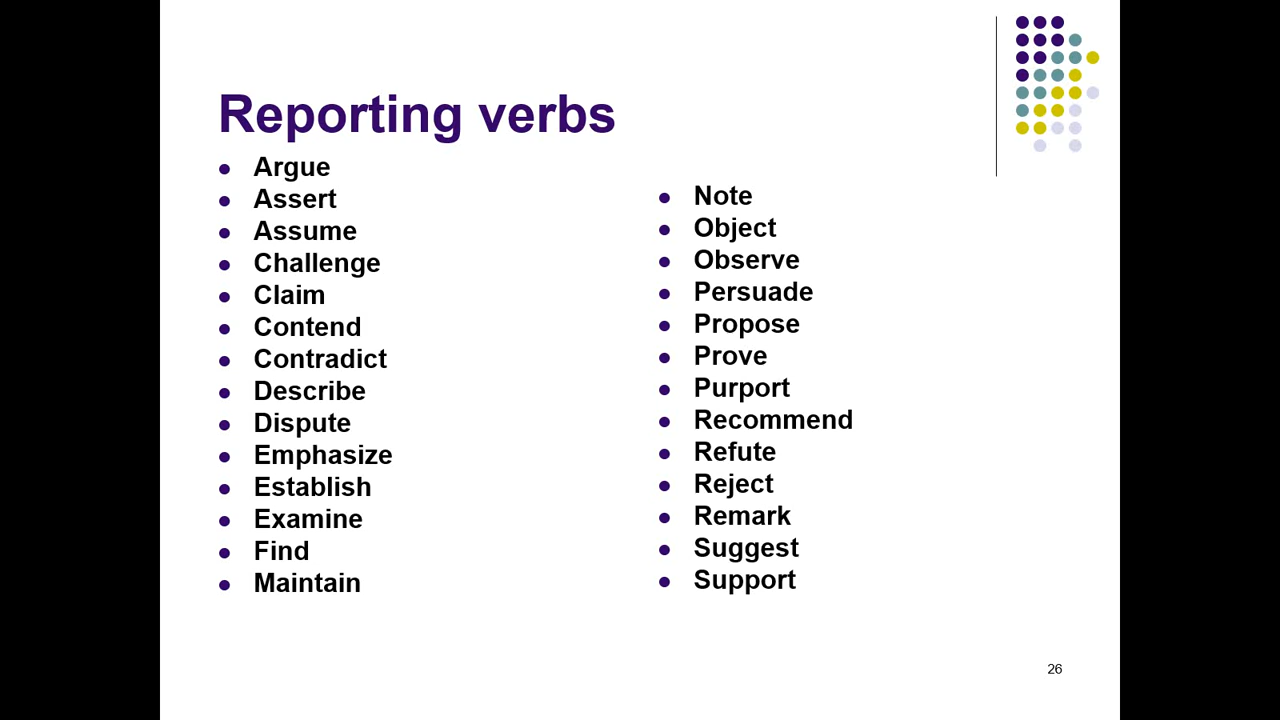 Reporting verbs
● Argue
● Assert
● Assume
● Challenge
● Claim
● Contend
● Contradict
● Describe
● Dispute
● Emphasize
● Establish
● Examine
● Find
● Maintain
● Note
● Object
● Observe
● Persuade
● Propose
● Prove
● Purport
● Recommend
● Refute
● Reject
● Remark
● Suggest
● Support
26